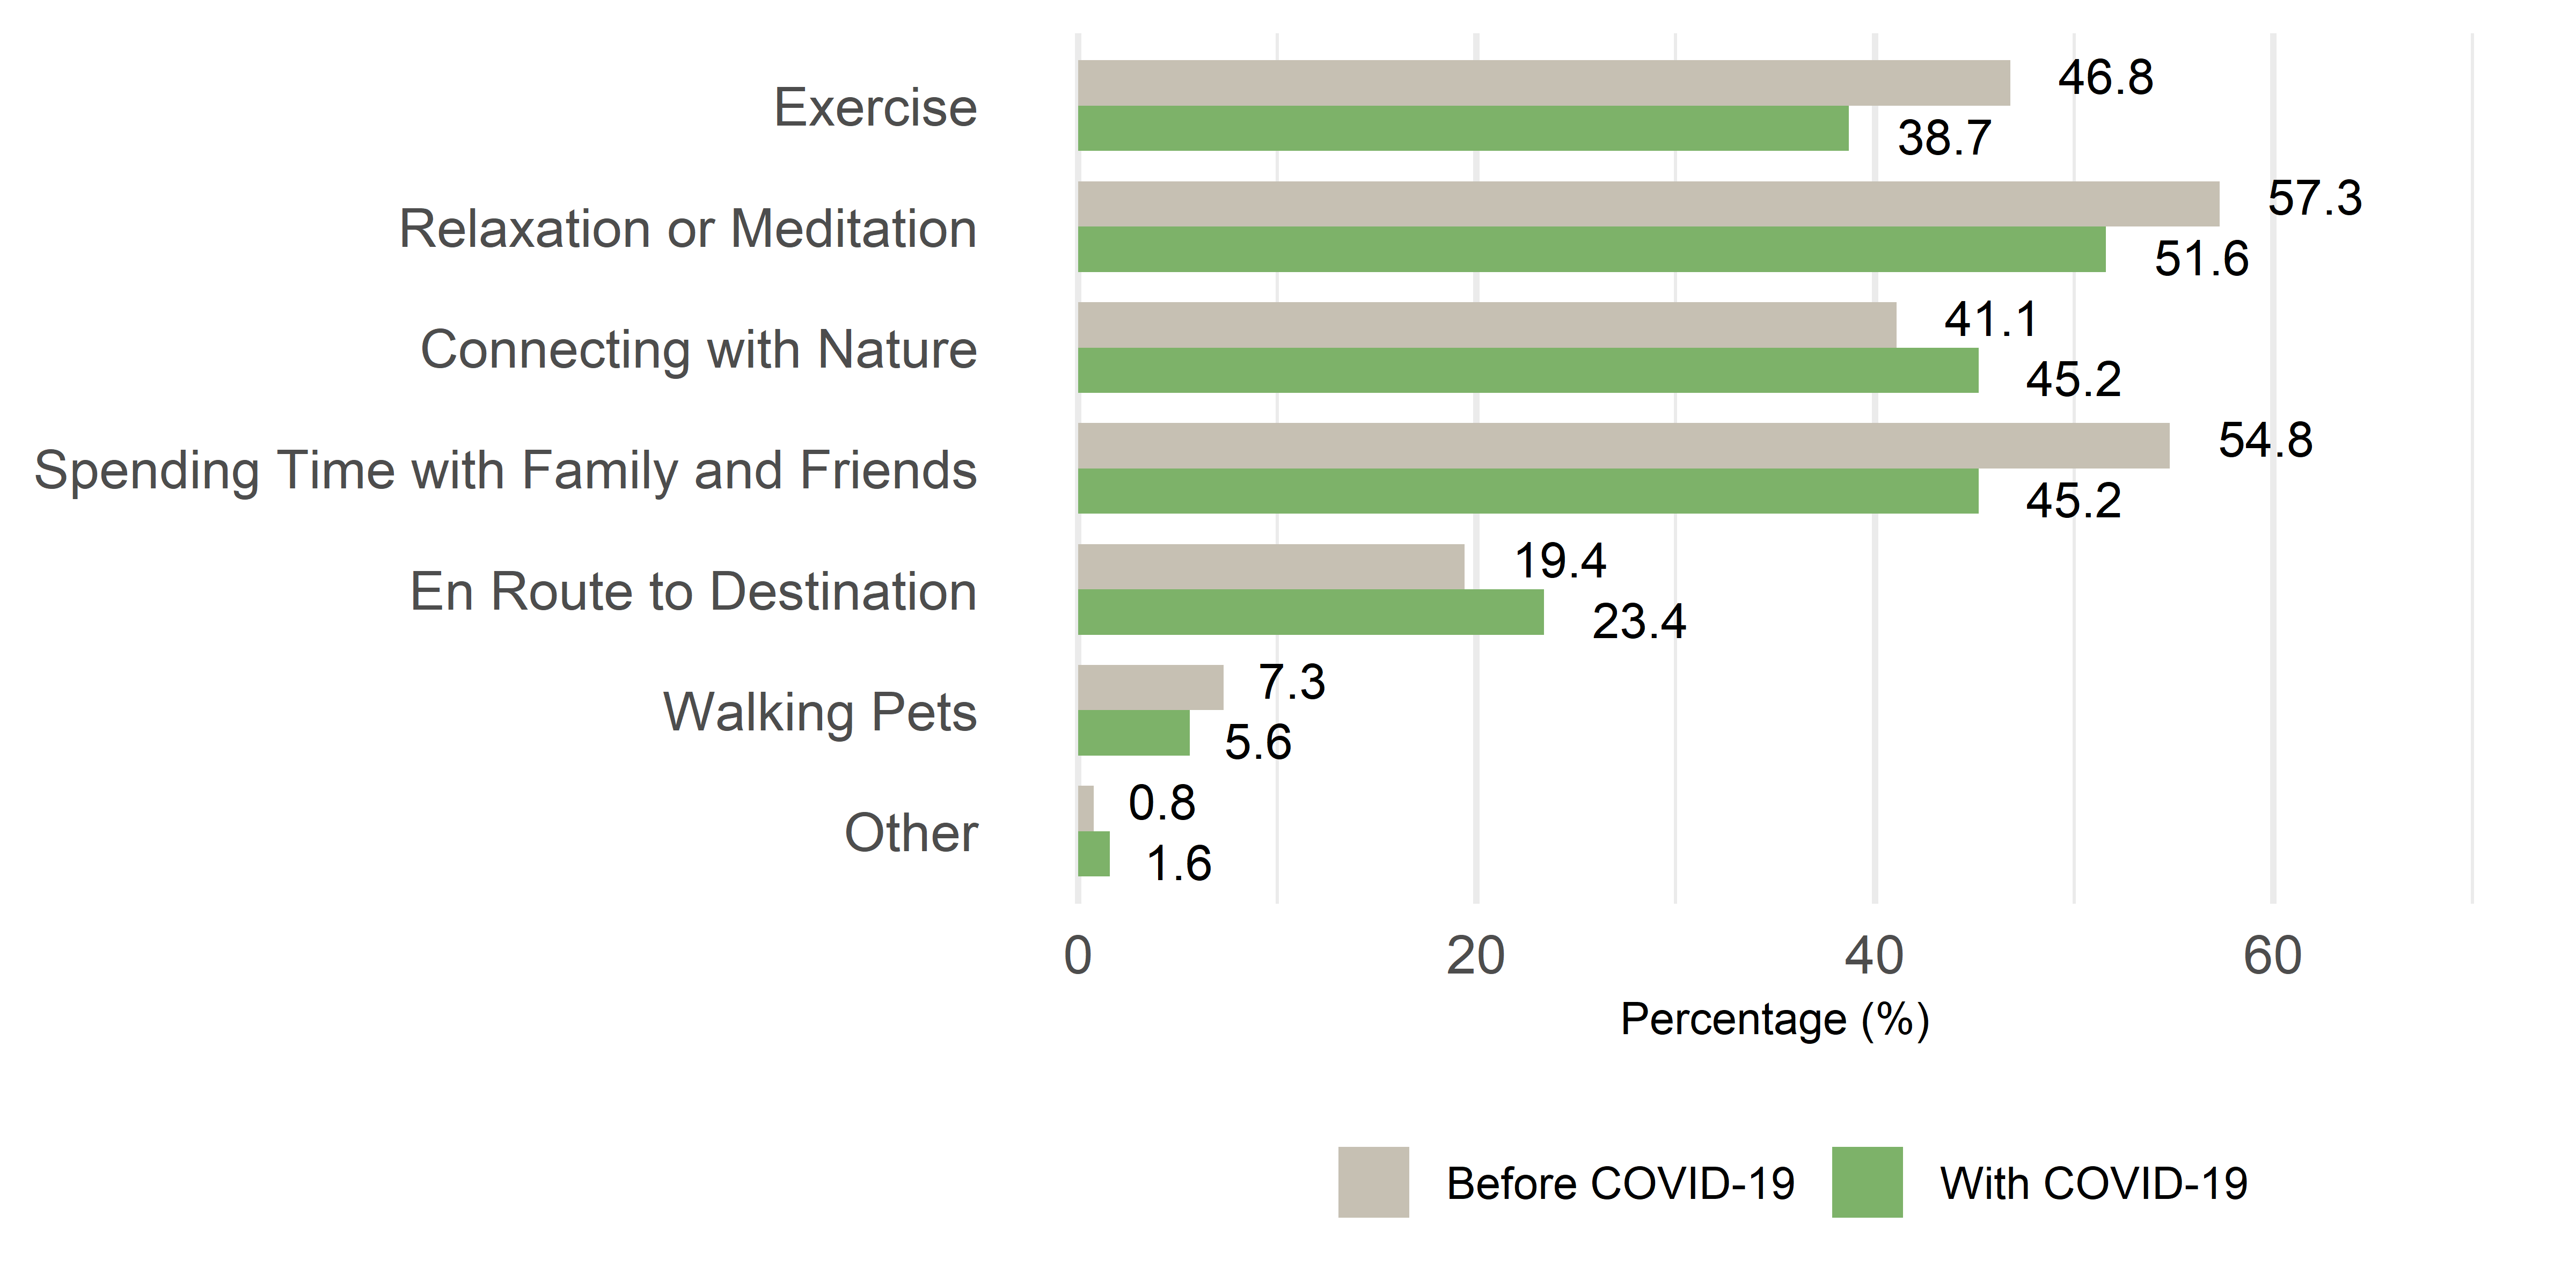 Exercise
46.8
38.7
Relaxation or Meditation
57.3
51.6
Connecting with Nature
41.1
45.2
Spending Time with Family and Friends
54.8
45.2
En Route to Destination
19.4
23.4
Walking Pets
7.3
5.6
Other
0.8
1.6
0 20 40 60
Percentage (%)
Before COVID-19 With COVID-19